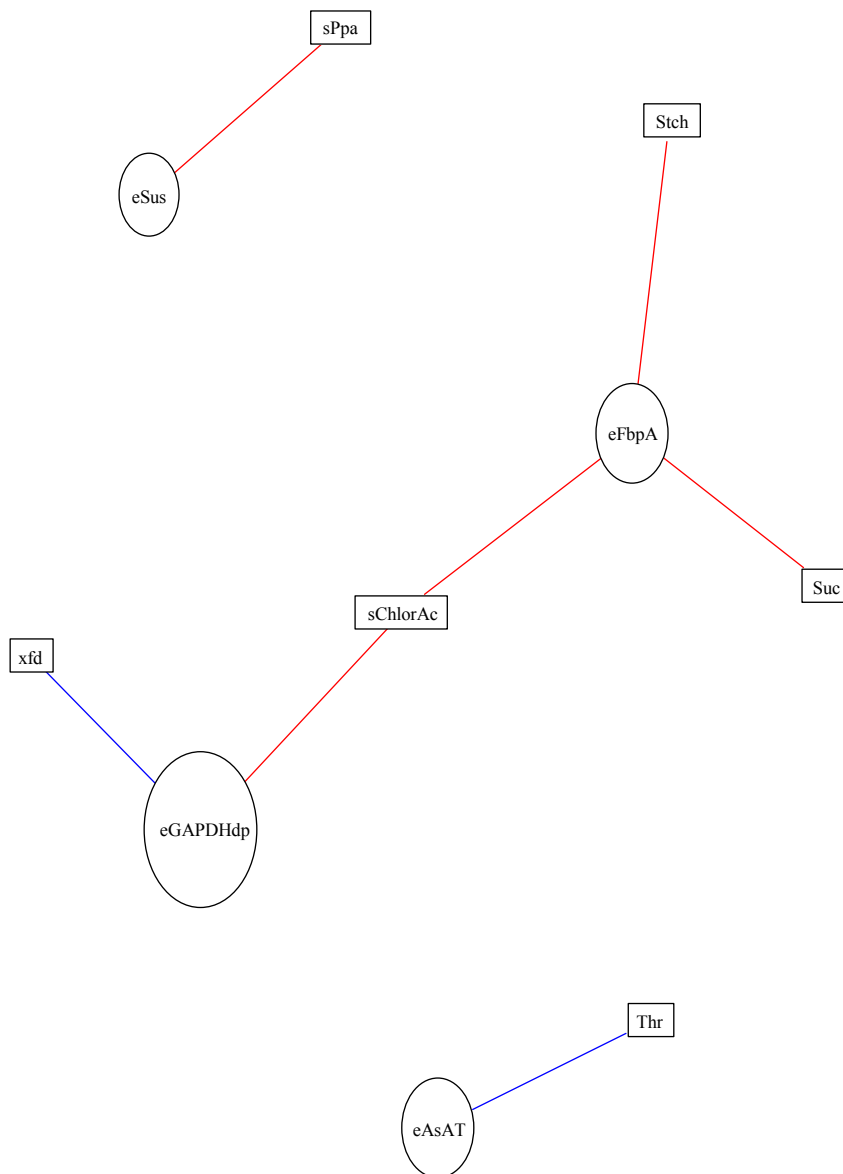 sPpa
Stch
eSus
eFbpA
Suc
sChlorAc
xfd
eGAPDHdp
Thr
eAsAT